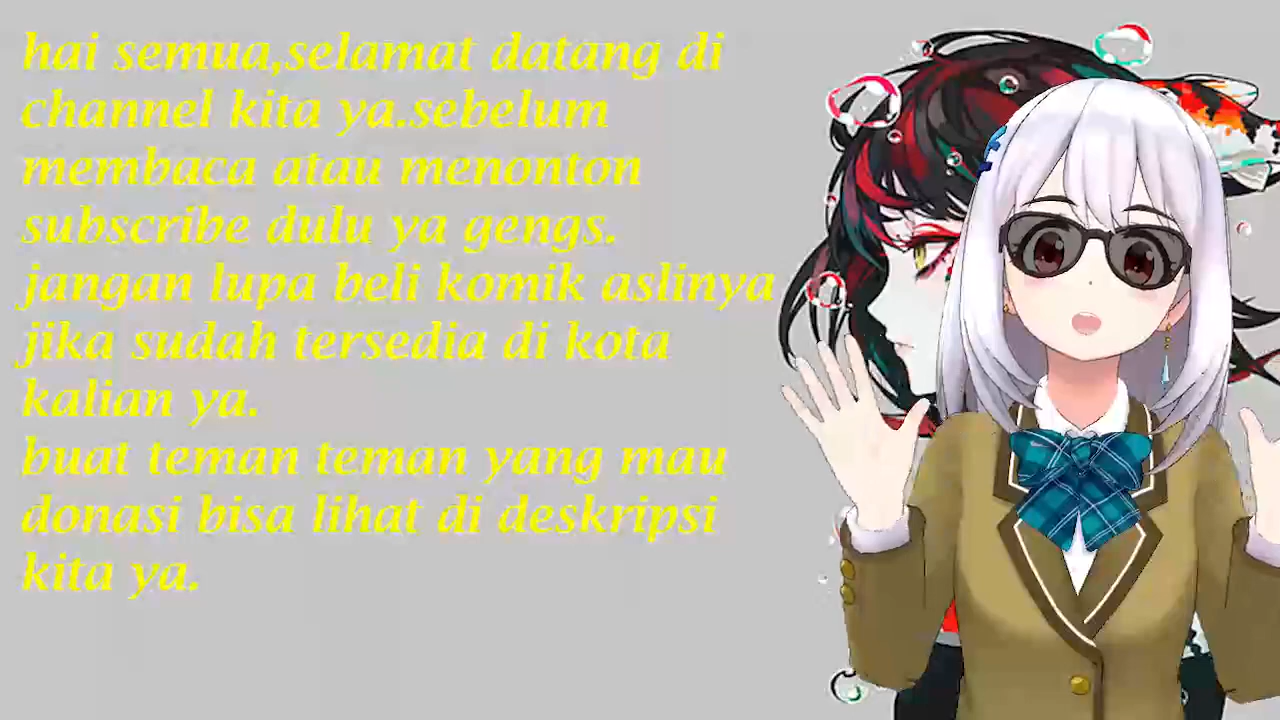 hai semua,selamat datang di
channel kita ya.sebelum
membaca atau menonton
subscribe dulu ya gengs.
jangan lupa beli komik aslinya
jika sudah tersedia di kota
kalian ya.
buat teman teman yang mau
donasi bisa lihat di deskripsi
kita ya.